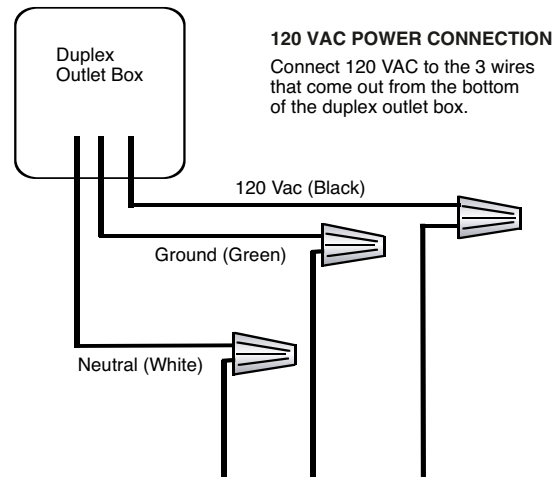 Duplex
Outlet Box
120 VAC POWER CONNECTION
Connect 120 VAC to the 3 wires
that come out from the bottom
of the duplex outlet box.
120 Vac (Black)
Ground (Green)
Neutral (White)